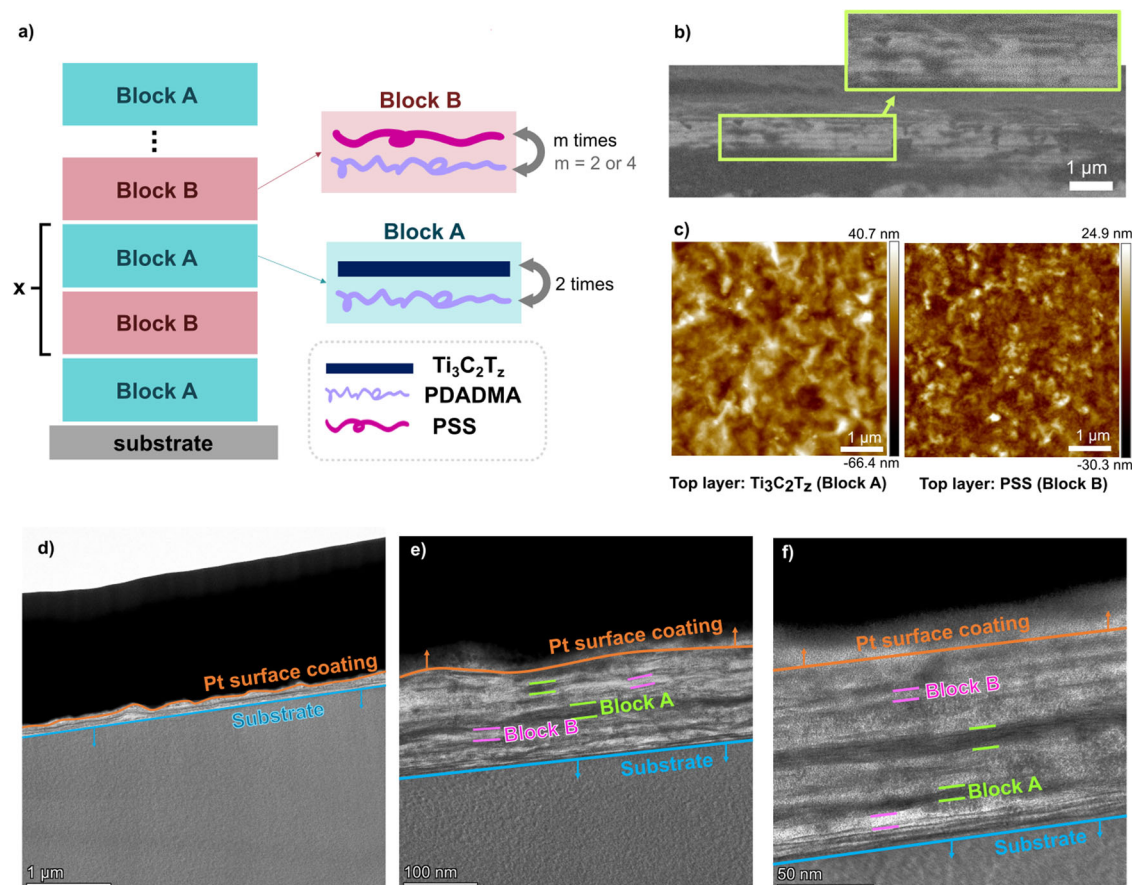 a)
Block A
⋮
Block B
Block A
Block B
Block A
substrate
x
Block B
m times
m = 2 or 4
Block A
2 times
Ti₃C₂T_z
PDADMA
PSS
b)
1 µm
c)
40.7 nm
24.9 nm
1 µm
1 µm
-66.4 nm
-30.3 nm
Top layer: Ti₃C₂T_z (Block A)
Top layer: PSS (Block B)
d)
Pt surface coating
Substrate
1 µm
e)
Pt surface coating
Block A
Block B
Substrate
100 nm
f)
Pt surface coating
Block B
Block A
Substrate
50 nm